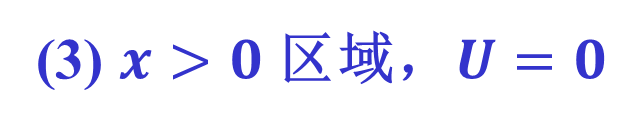 (3) x > 0 区域，U = 0